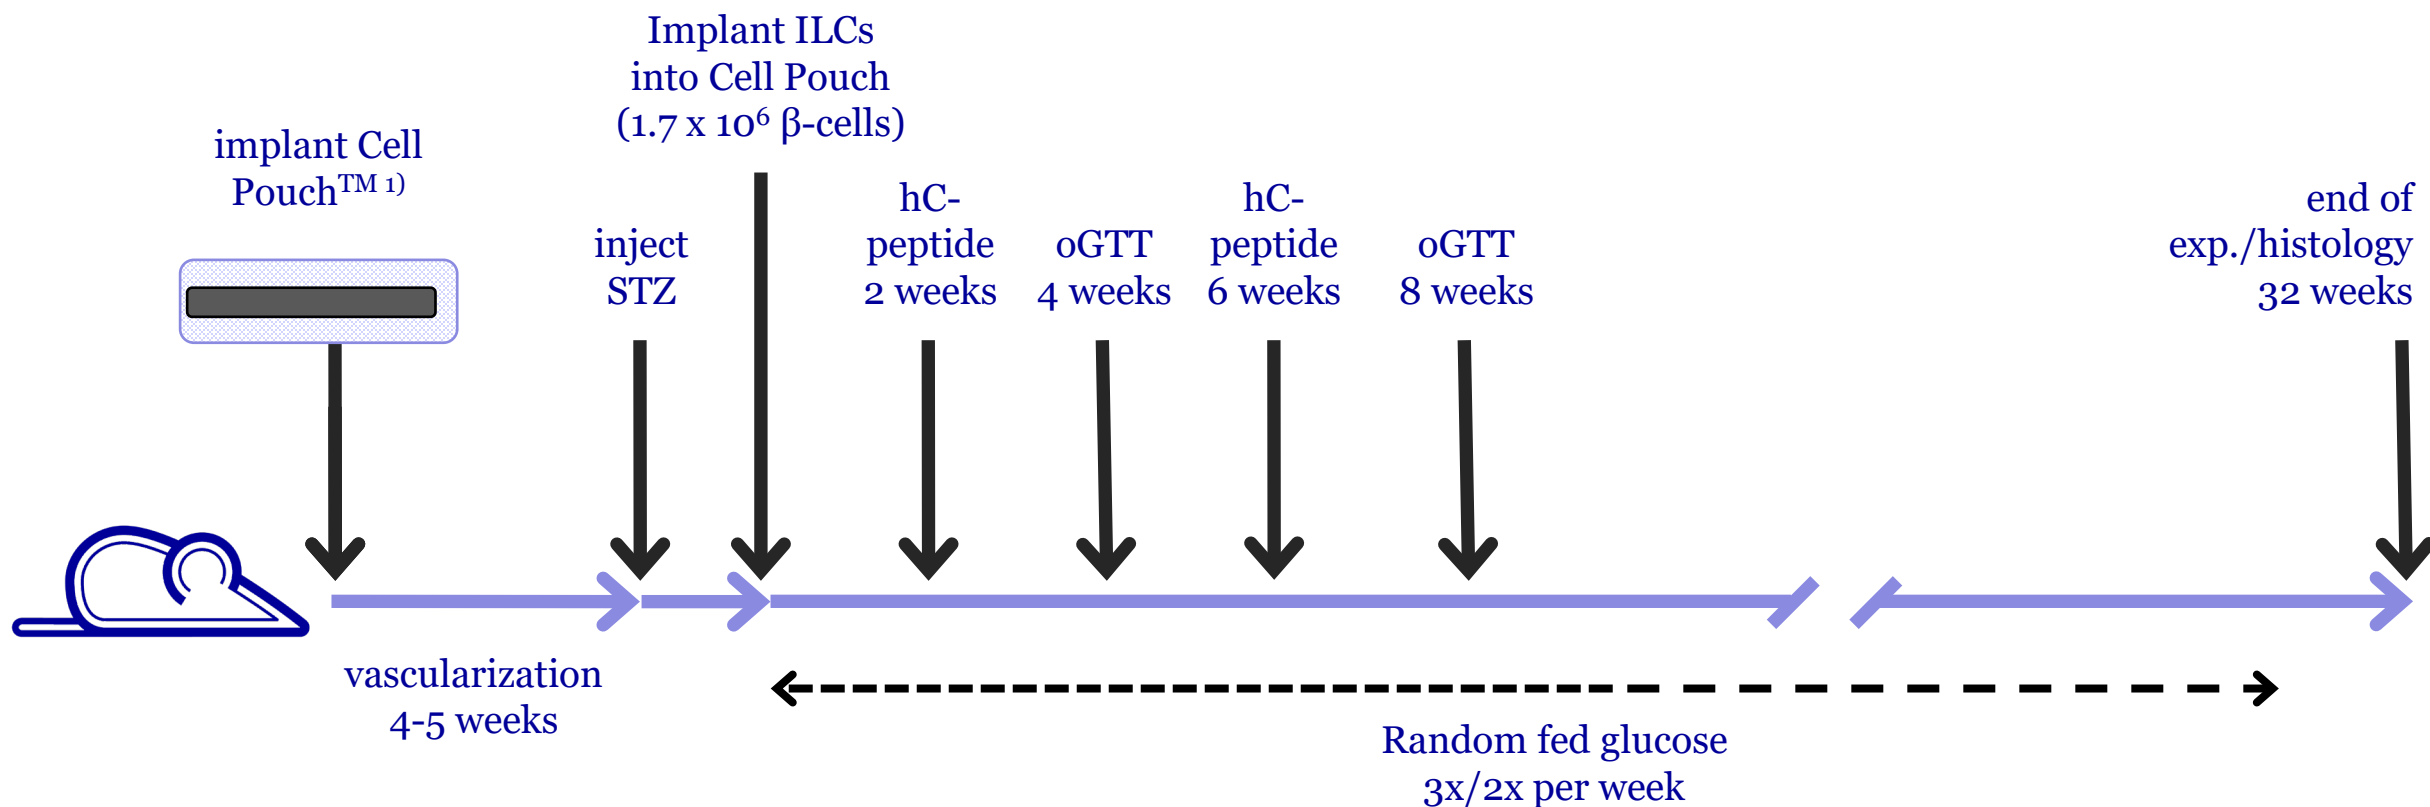 Implant ILCs
into Cell Pouch
(1.7 x 10⁶ β-cells)
implant Cell
Pouch™ ¹⁾
inject
STZ
hC-
peptide
2 weeks
oGTT
4 weeks
hC-
peptide
6 weeks
oGTT
8 weeks
end of
exp./histology
32 weeks
vascularization
4-5 weeks
Random fed glucose
3x/2x per week